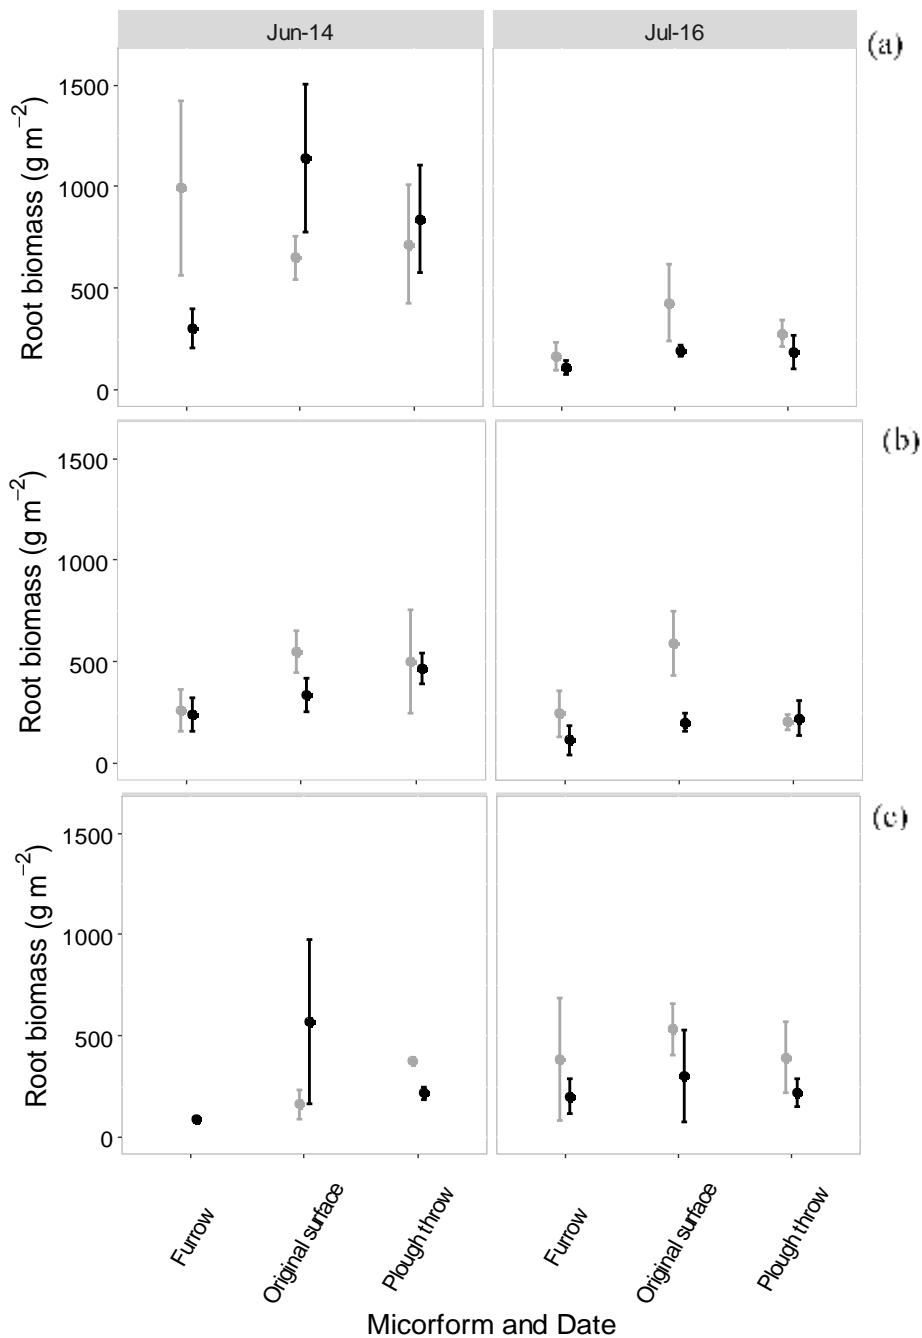 Jun-14 Jul-16 (a)
Root biomass (g m−2)
1500
1000
500
0
(b)
Root biomass (g m−2)
1500
1000
500
0
(c)
Root biomass (g m−2)
1500
1000
500
0
Furrow Original surface Plough throw Furrow Original surface Plough throw
Micorform and Date